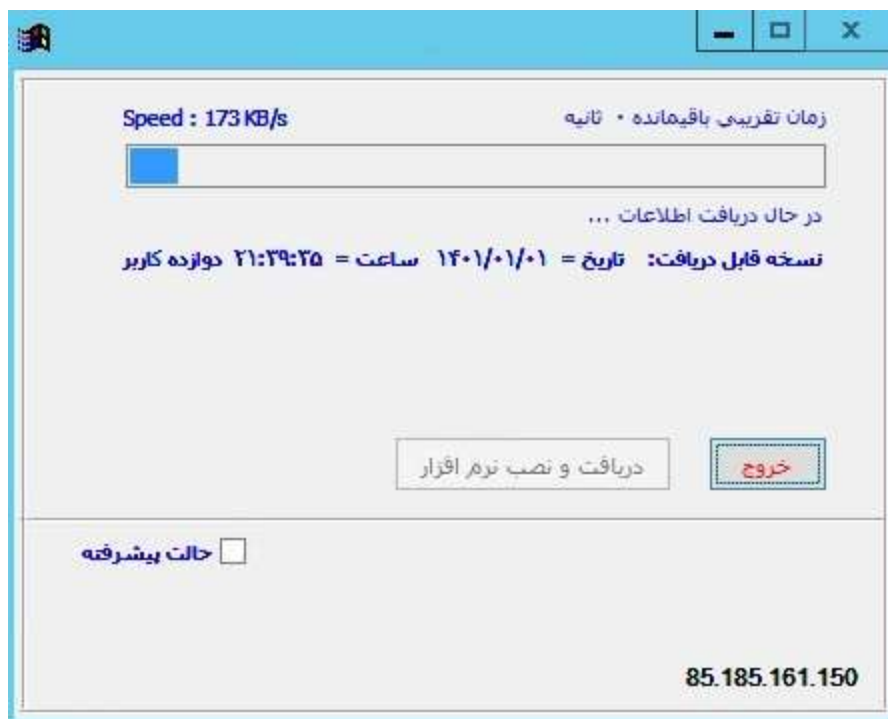 زمان تقریبی باقیمانده ۰ ثانیه Speed : 173 KB/s
در حال دریافت اطلاعات ...
نسخه قابل دریافت: تاریخ = ۱۴۰۱/۰۱/۰۱ ساعت = ۲۱:۳۹:۳۵ دوازده کاربر
خروج دریافت و نصب نرم افزار
حالت پیشرفته
85.185.161.150